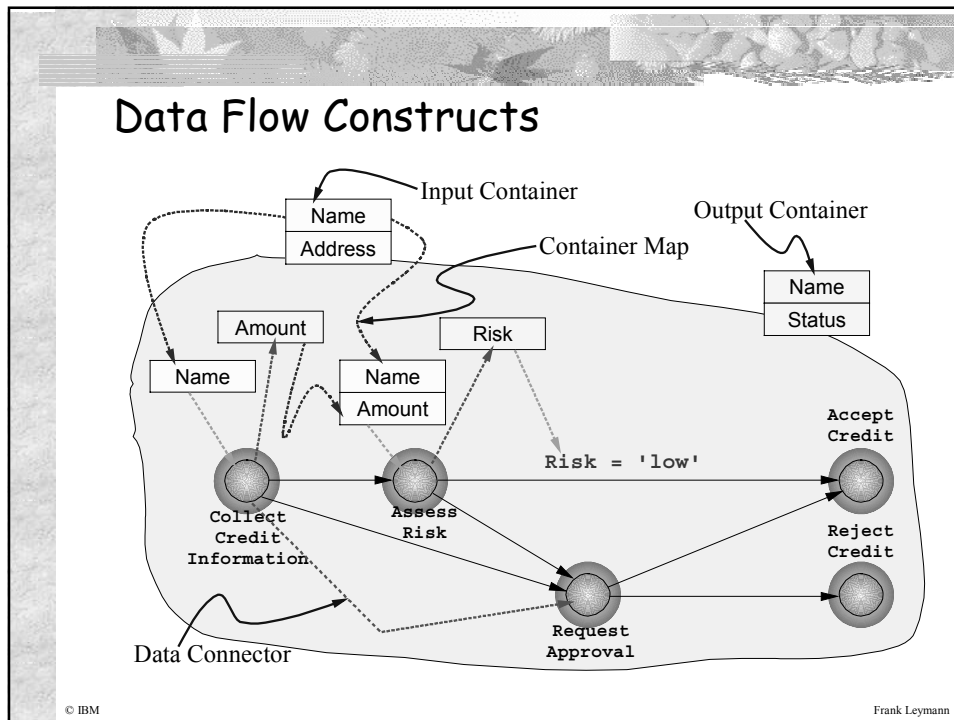 Data Flow Constructs
Input Container
Name
Address
Output Container
Name
Status
Container Map
Amount
Risk
Name
Name
Amount
Accept
Credit
Risk = 'low'
Collect
Credit
Information
Assess
Risk
Reject
Credit
Request
Approval
Data Connector
© IBM
Frank Leymann